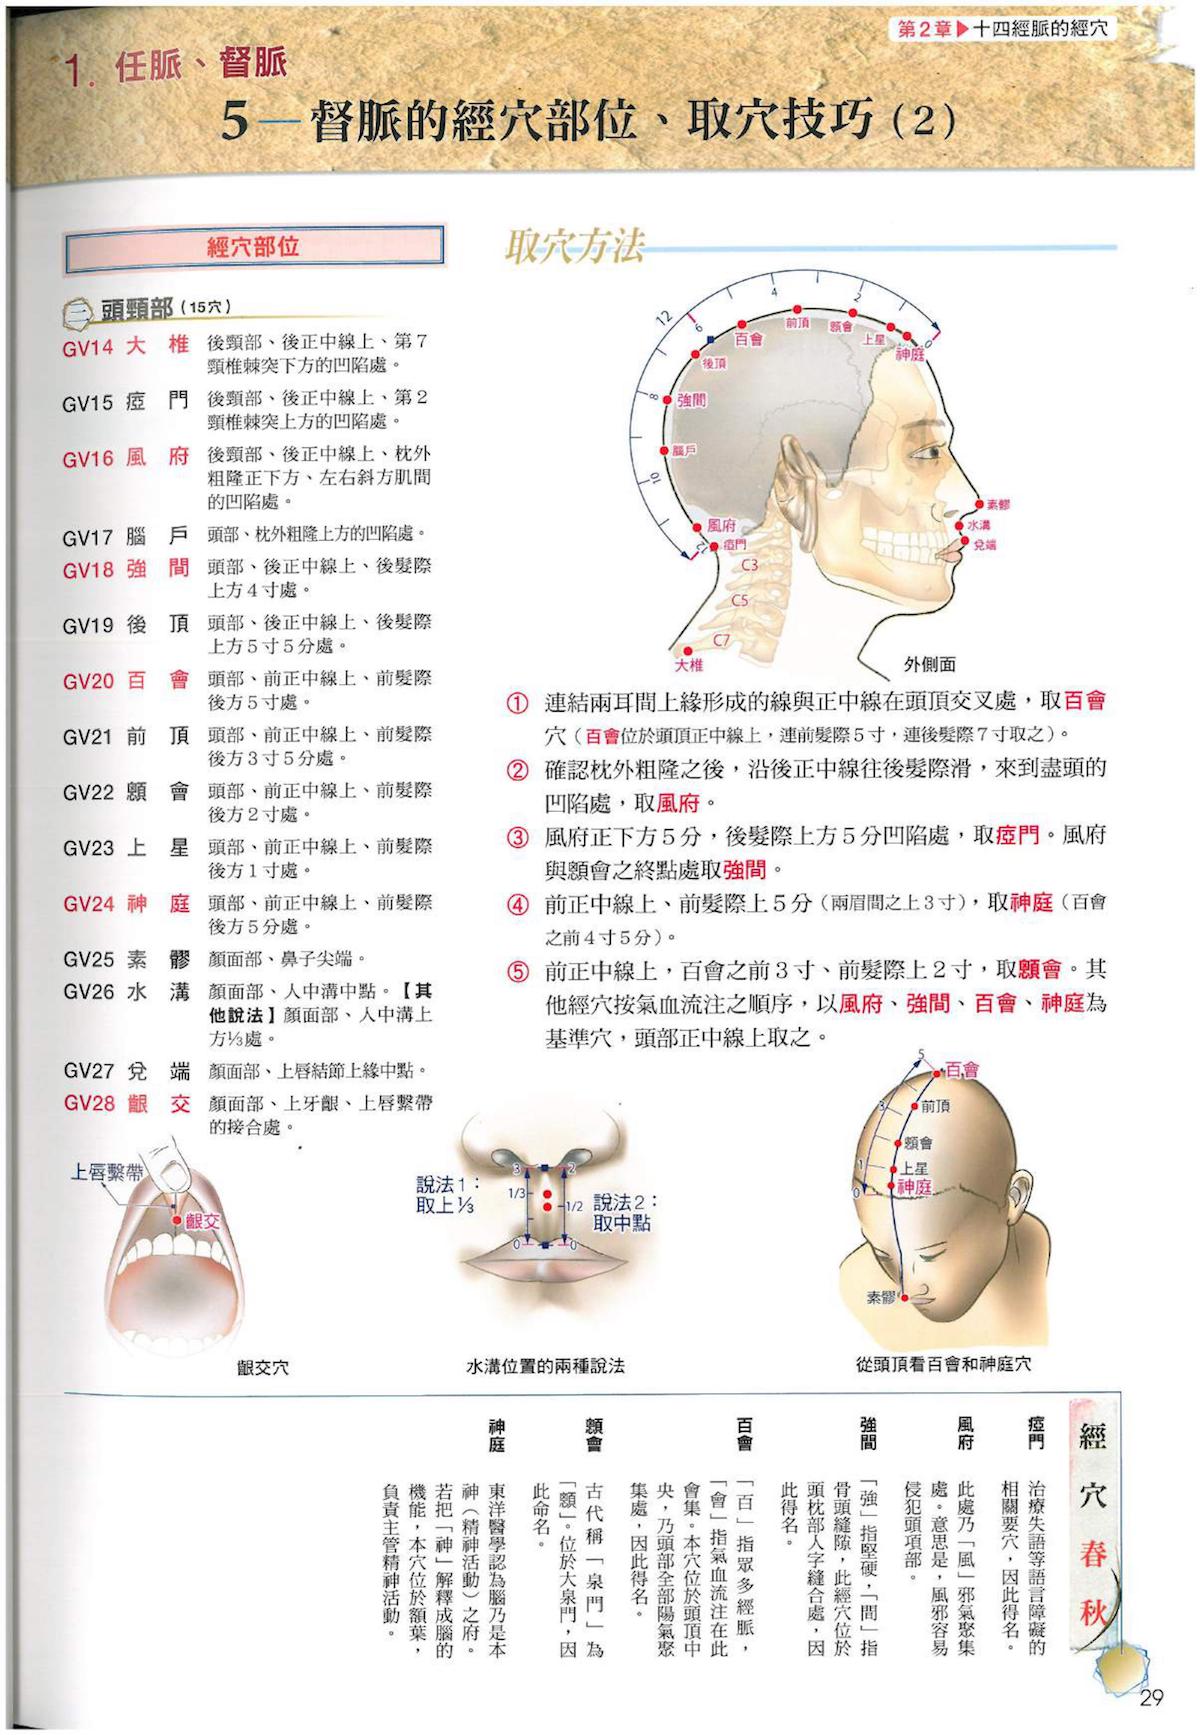 第2章▶十四經脈的經穴
1. 任脈、督脈
5—督脈的經穴部位、取穴技巧(2)
經穴部位
三 頭頸部(15穴)
GV14 大椎 後頸部、後正中線上、第7
頸椎棘突下方的凹陷處。
GV15 瘂門 後頸部、後正中線上、第2
頸椎棘突上方的凹陷處。
GV16 風府 後頸部、後正中線上、枕外
粗隆正下方、左右斜方肌間
的凹陷處。
GV17 腦戶 頭部、枕外粗隆上方的凹陷處。
GV18 強間 頭部、後正中線上、後髮際
上方4寸處。
GV19 後頂 頭部、後正中線上、後髮際
上方5寸5分處。
GV20 百會 頭部、前正中線上、前髮際
後方5寸處。
GV21 前頂 頭部、前正中線上、前髮際
後方3寸5分處。
GV22 顖會 頭部、前正中線上、前髮際
後方2寸處。
GV23 上星 頭部、前正中線上、前髮際
後方1寸處。
GV24 神庭 頭部、前正中線上、前髮際
後方5分處。
GV25 素髎 顏面部、鼻子尖端。
GV26 水溝 顏面部、人中溝中點。【其
他說法】顏面部、人中溝上
方⅓處。
GV27 兌端 顏面部、上唇結節上緣中點。
GV28 齦交 顏面部、上牙齦、上唇繫帶
的接合處。
取穴方法
12
6
4
2
0
8
10
12
百會
前頂
顖會
上星
神庭
後頂
強間
腦戶
風府
瘂門
C3
C5
C7
大椎
素髎
水溝
兌端
外側面
① 連結兩耳間上緣形成的線與正中線在頭頂交叉處，取百會
穴（百會位於頭頂正中線上，連前髮際5寸，連後髮際7寸取之）。
② 確認枕外粗隆之後，沿後正中線往後髮際滑，來到盡頭的
凹陷處，取風府。
③ 風府正下方5分，後髮際上方5分凹陷處，取瘂門。風府
與顖會之終點處取強間。
④ 前正中線上、前髮際上5分（兩眉間之上3寸），取神庭（百會
之前4寸5分）。
⑤ 前正中線上，百會之前3寸、前髮際上2寸，取顖會。其
他經穴按氣血流注之順序，以風府、強間、百會、神庭為
基準穴，頭部正中線上取之。
上唇繫帶
齦交
齦交穴
說法1：
取上⅓
3
1/3
0
2
1/2
0
說法2：
取中點
水溝位置的兩種說法
5
3
1
0
百會
前頂
顖會
上星
神庭
素髎
從頭頂看百會和神庭穴
經穴春秋
瘂門
治療失語等語言障礙的
相關要穴，因此得名。
風府
此處乃「風」邪氣聚集
處。意思是，風邪容易
侵犯頭項部。
強間
「強」指堅硬，「間」指
骨頭縫隙，此經穴位於
頭枕部人字縫合處，因
此得名。
百會
「百」指眾多經脈，
「會」指氣血流注在此
會集。本穴位於頭頂中
央，乃頭部全部陽氣聚
集處，因此得名。
顖會
古代稱「泉門」為
「顖」。位於大泉門，因
此命名。
神庭
東洋醫學認為腦乃是本
神（精神活動）之府。
若把「神」解釋成腦的
機能，本穴位於額葉，
負責主管精神活動。
29